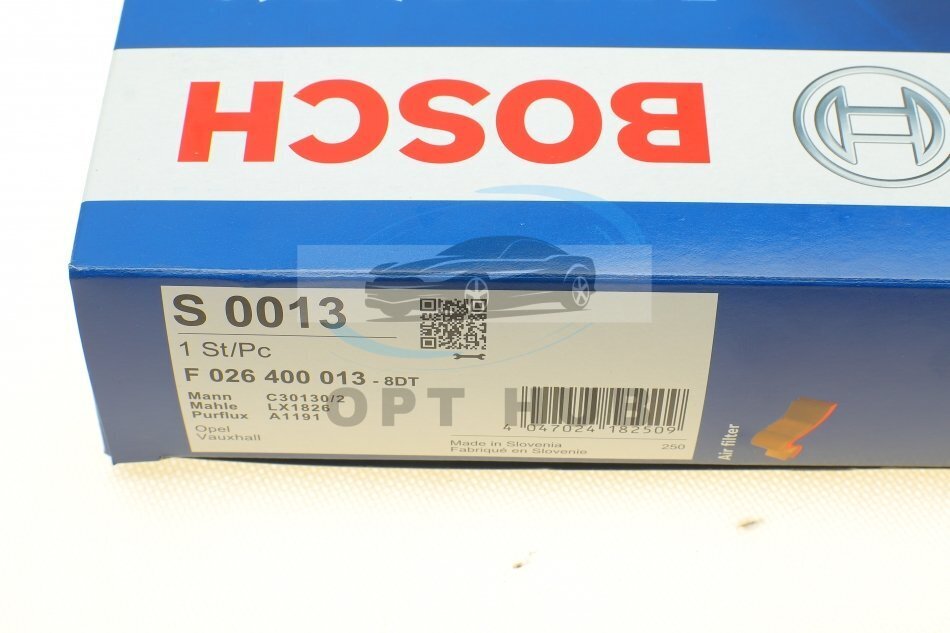 BOSCH
S 0013
1 St/Pc
F 026 400 013 - 8DT
Mann C30130/2
Mahle LX1826
Purflux A1191
Opel
Vauxhall
OPT HUB
4 047024 182509
Made in Slovenia
Fabriqué en Slovenie
250
Air filter